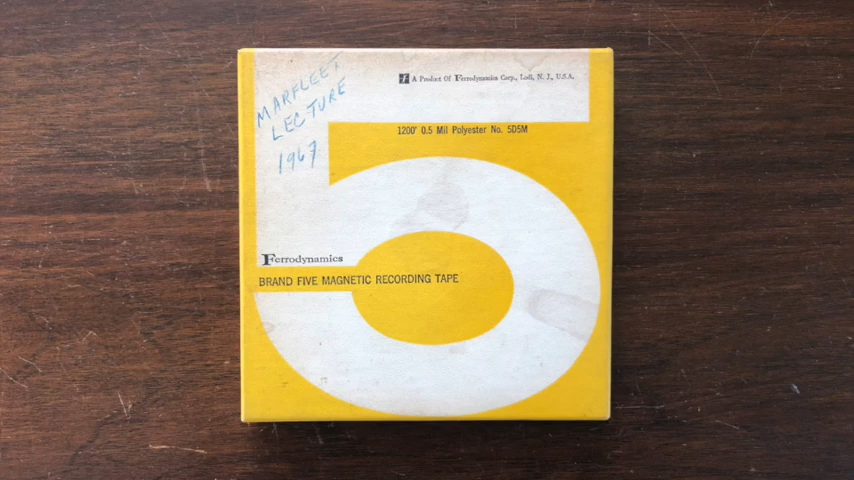 MARFLEET
LECTURE
1967
A Product Of Ferrodynamics Corp., Lodi, N. J., U.S.A.
1200' 0.5 Mil Polyester No. 5D5M
5
Ferrodynamics
BRAND FIVE MAGNETIC RECORDING TAPE